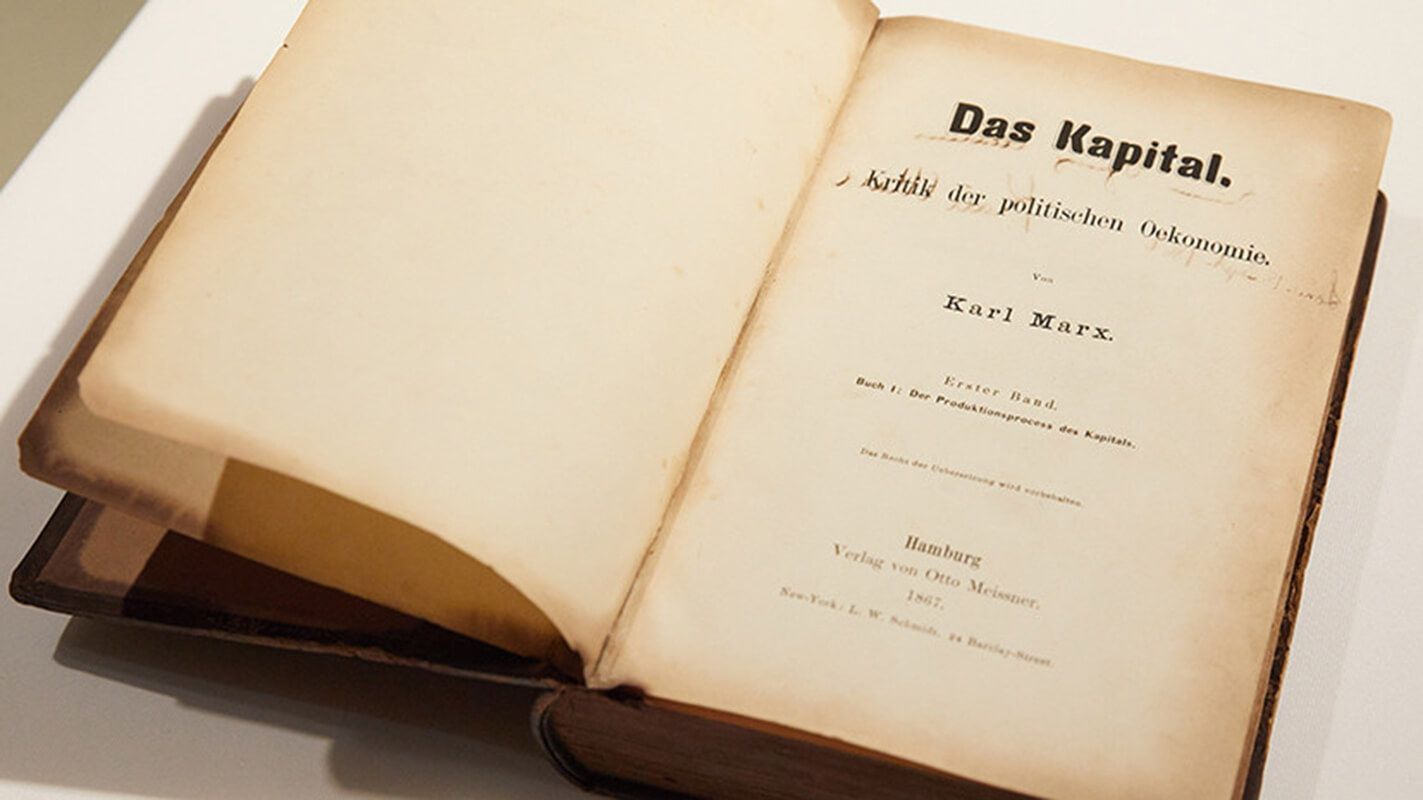 Das Kapital.
Kritik der politischen Oekonomie.
Von
Karl Marx.
Erster Band.
Buch I: Der Produktionsprocess des Kapitals.
Das Recht der Uebersetzung wird vorbehalten.
Hamburg
Verlag von Otto Meissner.
1867.
New-York: L. W. Schmidt. 24 Barclay-Street.